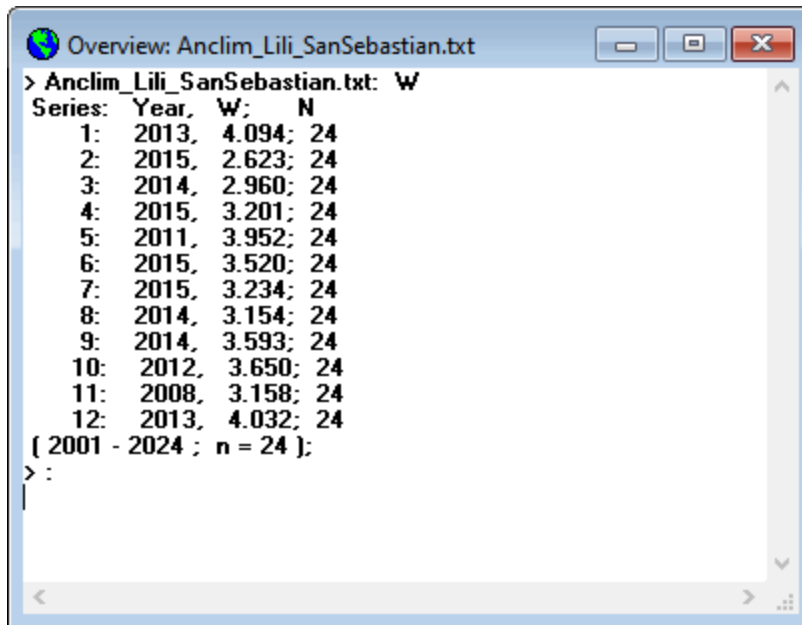 Overview: Anclim_Lili_SanSebastian.txt
> Anclim_Lili_SanSebastian.txt: W
Series: Year, W; N
1: 2013, 4.094; 24
2: 2015, 2.623; 24
3: 2014, 2.960; 24
4: 2015, 3.201; 24
5: 2011, 3.952; 24
6: 2015, 3.520; 24
7: 2015, 3.234; 24
8: 2014, 3.154; 24
9: 2014, 3.593; 24
10: 2012, 3.650; 24
11: 2008, 3.158; 24
12: 2013, 4.032; 24
( 2001 - 2024 ; n = 24 );
> :